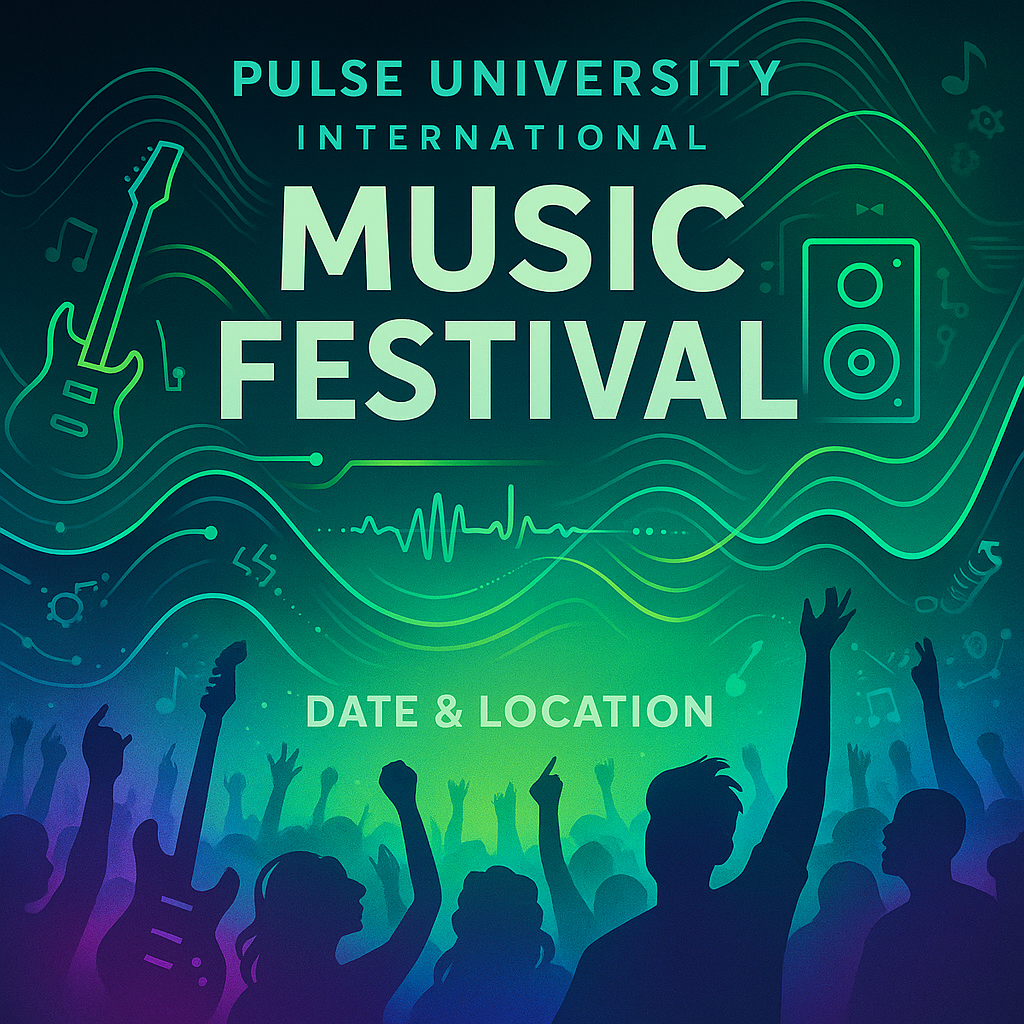 PULSE UNIVERSITY
INTERNATIONAL
MUSIC
FESTIVAL
DATE & LOCATION